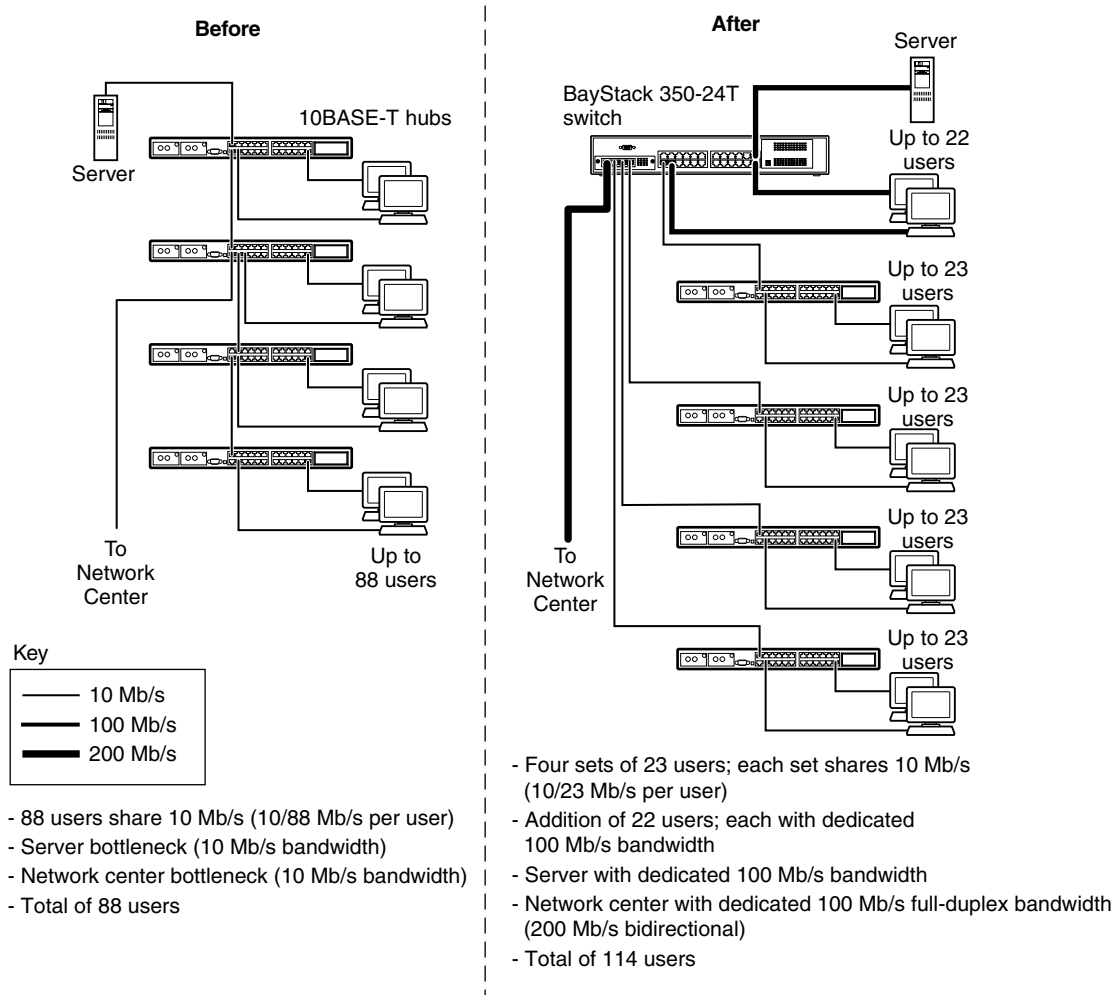 Before
Server
10BASE-T hubs
To
Network
Center
Up to
88 users
Key
10 Mb/s
100 Mb/s
200 Mb/s
- 88 users share 10 Mb/s (10/88 Mb/s per user)
- Server bottleneck (10 Mb/s bandwidth)
- Network center bottleneck (10 Mb/s bandwidth)
- Total of 88 users
After
Server
BayStack 350-24T
switch
Up to 22
users
Up to 23
users
Up to 23
users
Up to 23
users
Up to 23
users
To
Network
Center
- Four sets of 23 users; each set shares 10 Mb/s
(10/23 Mb/s per user)
- Addition of 22 users; each with dedicated
100 Mb/s bandwidth
- Server with dedicated 100 Mb/s bandwidth
- Network center with dedicated 100 Mb/s full-duplex bandwidth
(200 Mb/s bidirectional)
- Total of 114 users